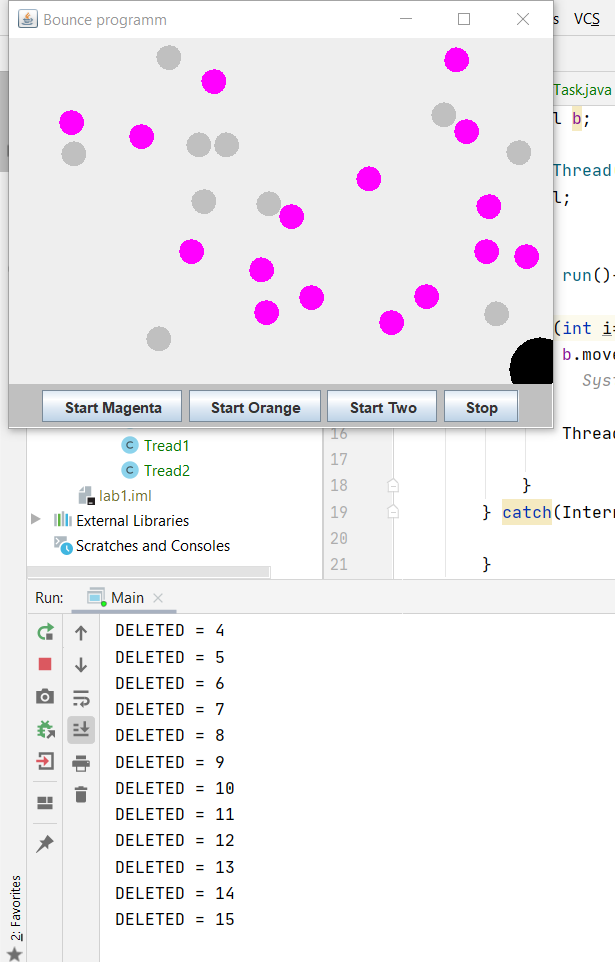 Bounce programm
s VCS
Task.java
l b;
Thread
l;
run()
(int i=
b.move
Syst
Start Magenta Start Orange Start Two Stop
16 Thread
Tread1
17
Tread2
18 }
lab1.iml
19 } catch(Interr
External Libraries
20
Scratches and Consoles
21 }
Run: Main
DELETED = 4
DELETED = 5
DELETED = 6
DELETED = 7
DELETED = 8
DELETED = 9
DELETED = 10
DELETED = 11
DELETED = 12
DELETED = 13
DELETED = 14
DELETED = 15
2: Favorites